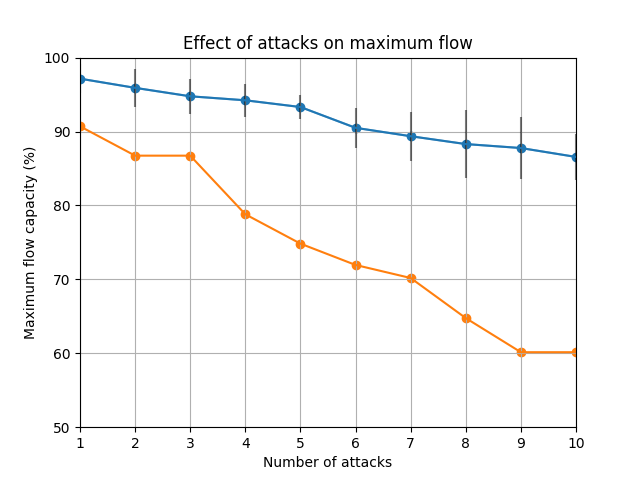 Effect of attacks on maximum flow
Maximum flow capacity (%)
100
90
80
70
60
50
1 2 3 4 5 6 7 8 9 10
Number of attacks